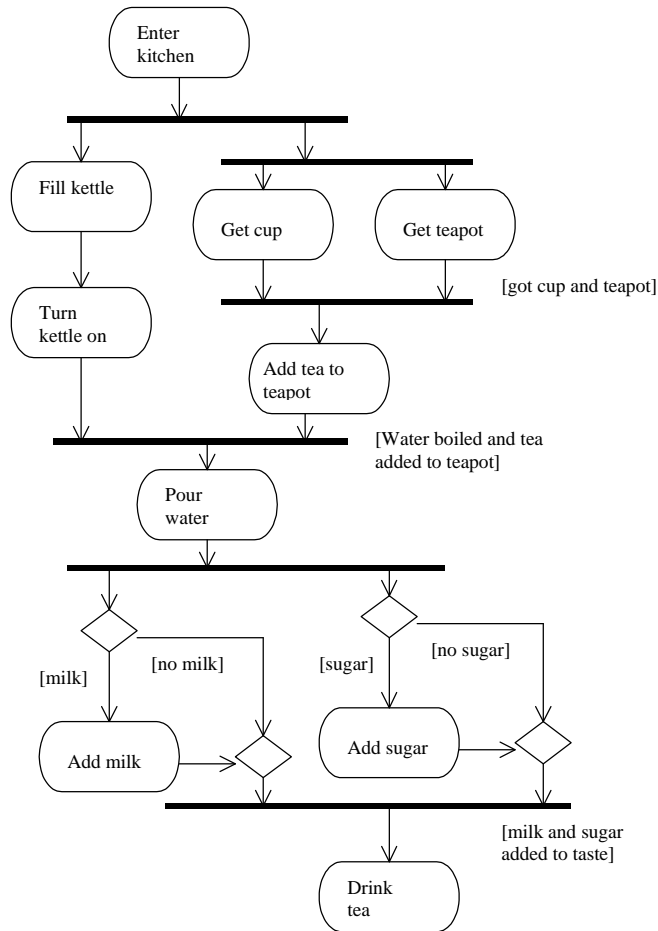 Enter
kitchen
Fill kettle
Get cup
Get teapot
[got cup and teapot]
Turn
kettle on
Add tea to
teapot
[Water boiled and tea
added to teapot]
Pour
water
[milk]
[no milk]
[sugar]
[no sugar]
Add milk
Add sugar
[milk and sugar
added to taste]
Drink
tea